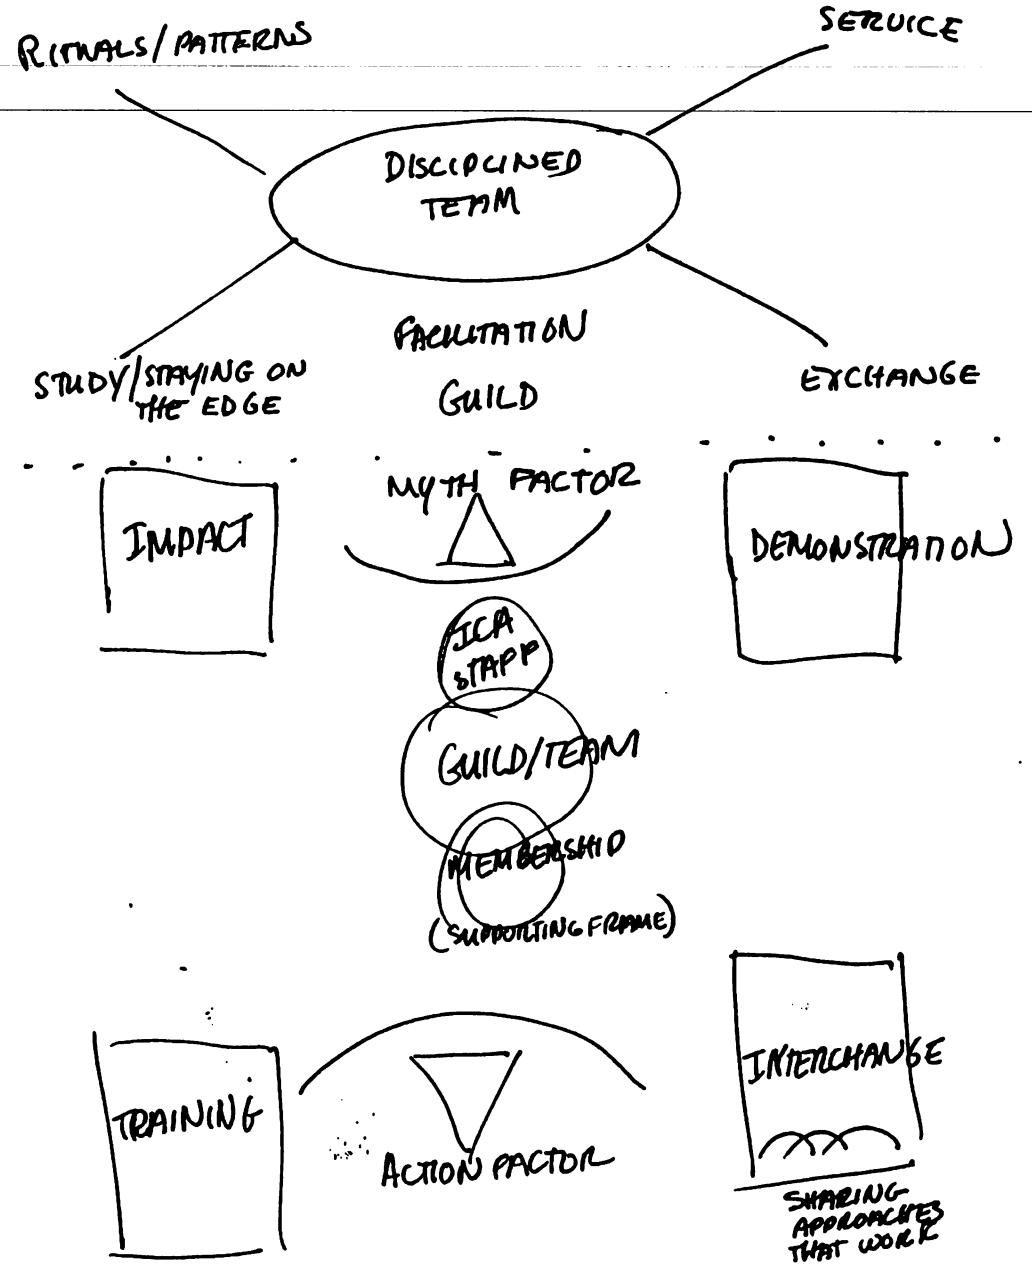 RITUALS/PATTERNS
SERVICE
DISCIPLINED
TEAM
FACILITATION
GUILD
STUDY/STAYING ON
THE EDGE
EXCHANGE
MYTH FACTOR
IMPACT
DEMONSTRATION
ICA
STAFF
GUILD/TEAM
MEMBERSHIP
(SUPPORTING FRAME)
TRAINING
INTERCHANGE
ACTION FACTOR
SHARING
APPROACHES
THAT WORK